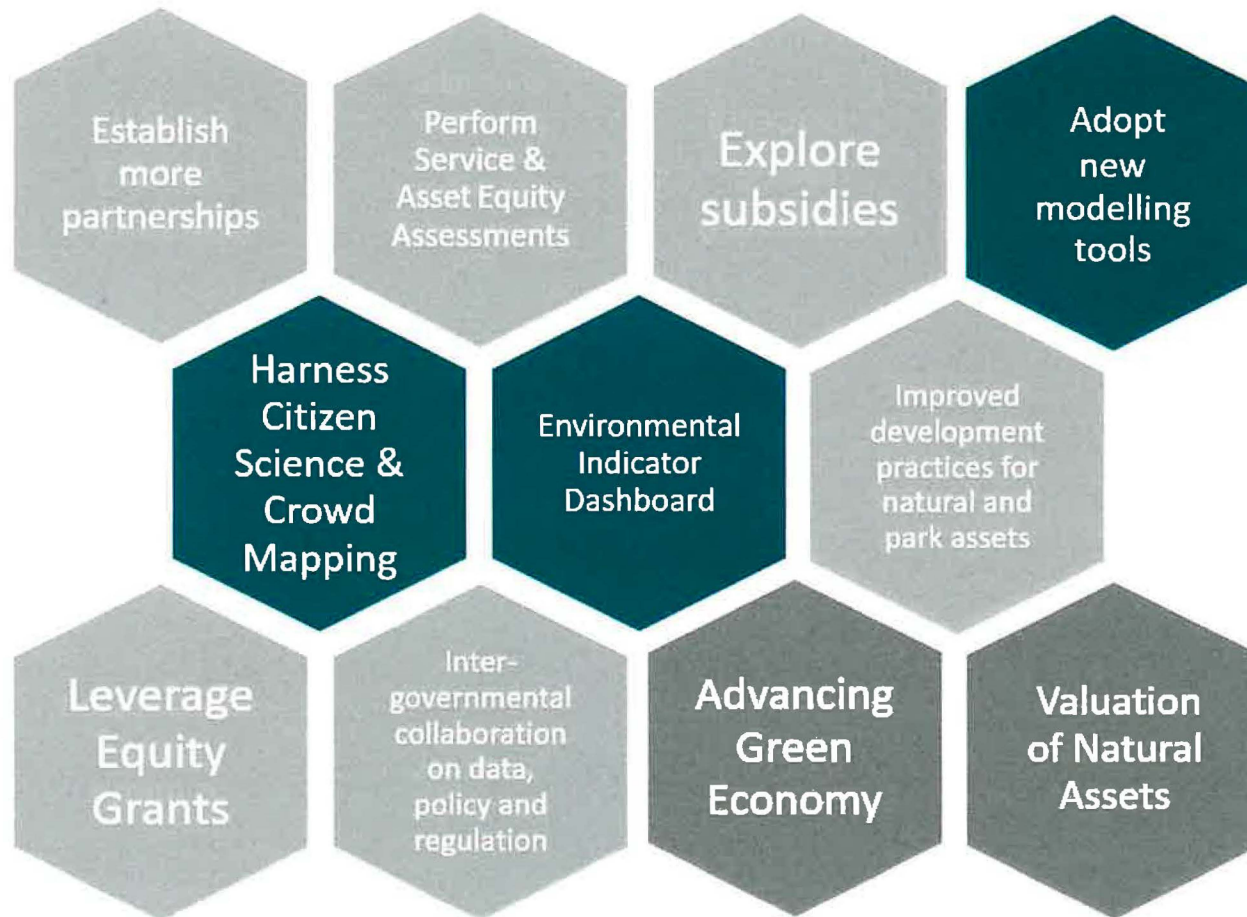 Establish
more
partnerships
Perform
Service &
Asset Equity
Assessments
Explore
subsidies
Adopt
new
modelling
tools
Harness
Citizen
Science &
Crowd
Mapping
Environmental
Indicator
Dashboard
Improved
development
practices for
natural and
park assets
Leverage
Equity
Grants
Inter-
governmental
collaboration
on data,
policy and
regulation
Advancing
Green
Economy
Valuation
of Natural
Assets